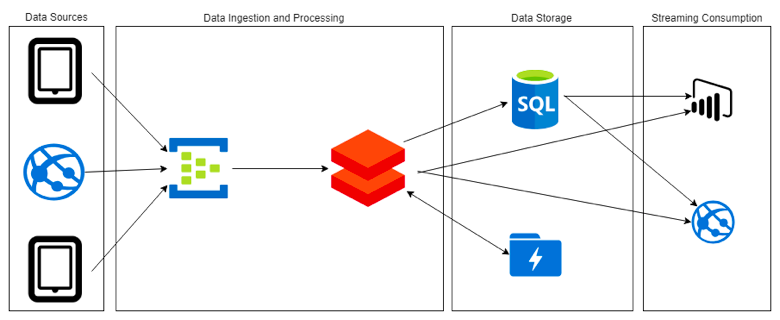 Data Sources
Data Ingestion and Processing
Data Storage
Streaming Consumption
SQL